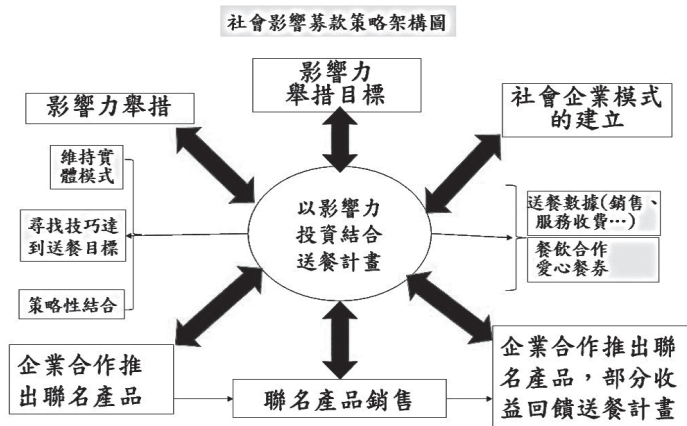 社會影響募款策略架構圖
影響力
舉措目標
影響力舉措
社會企業模式
的建立
維持實
體模式
尋找技巧達
到送餐目標
策略性結合
以影響力
投資結合
送餐計畫
送餐數據(銷售、
服務收費…)
餐飲合作
愛心餐券
企業合作推
出聯名產品
聯名產品銷售
企業合作推出聯
名產品，部分收
益回饋送餐計畫